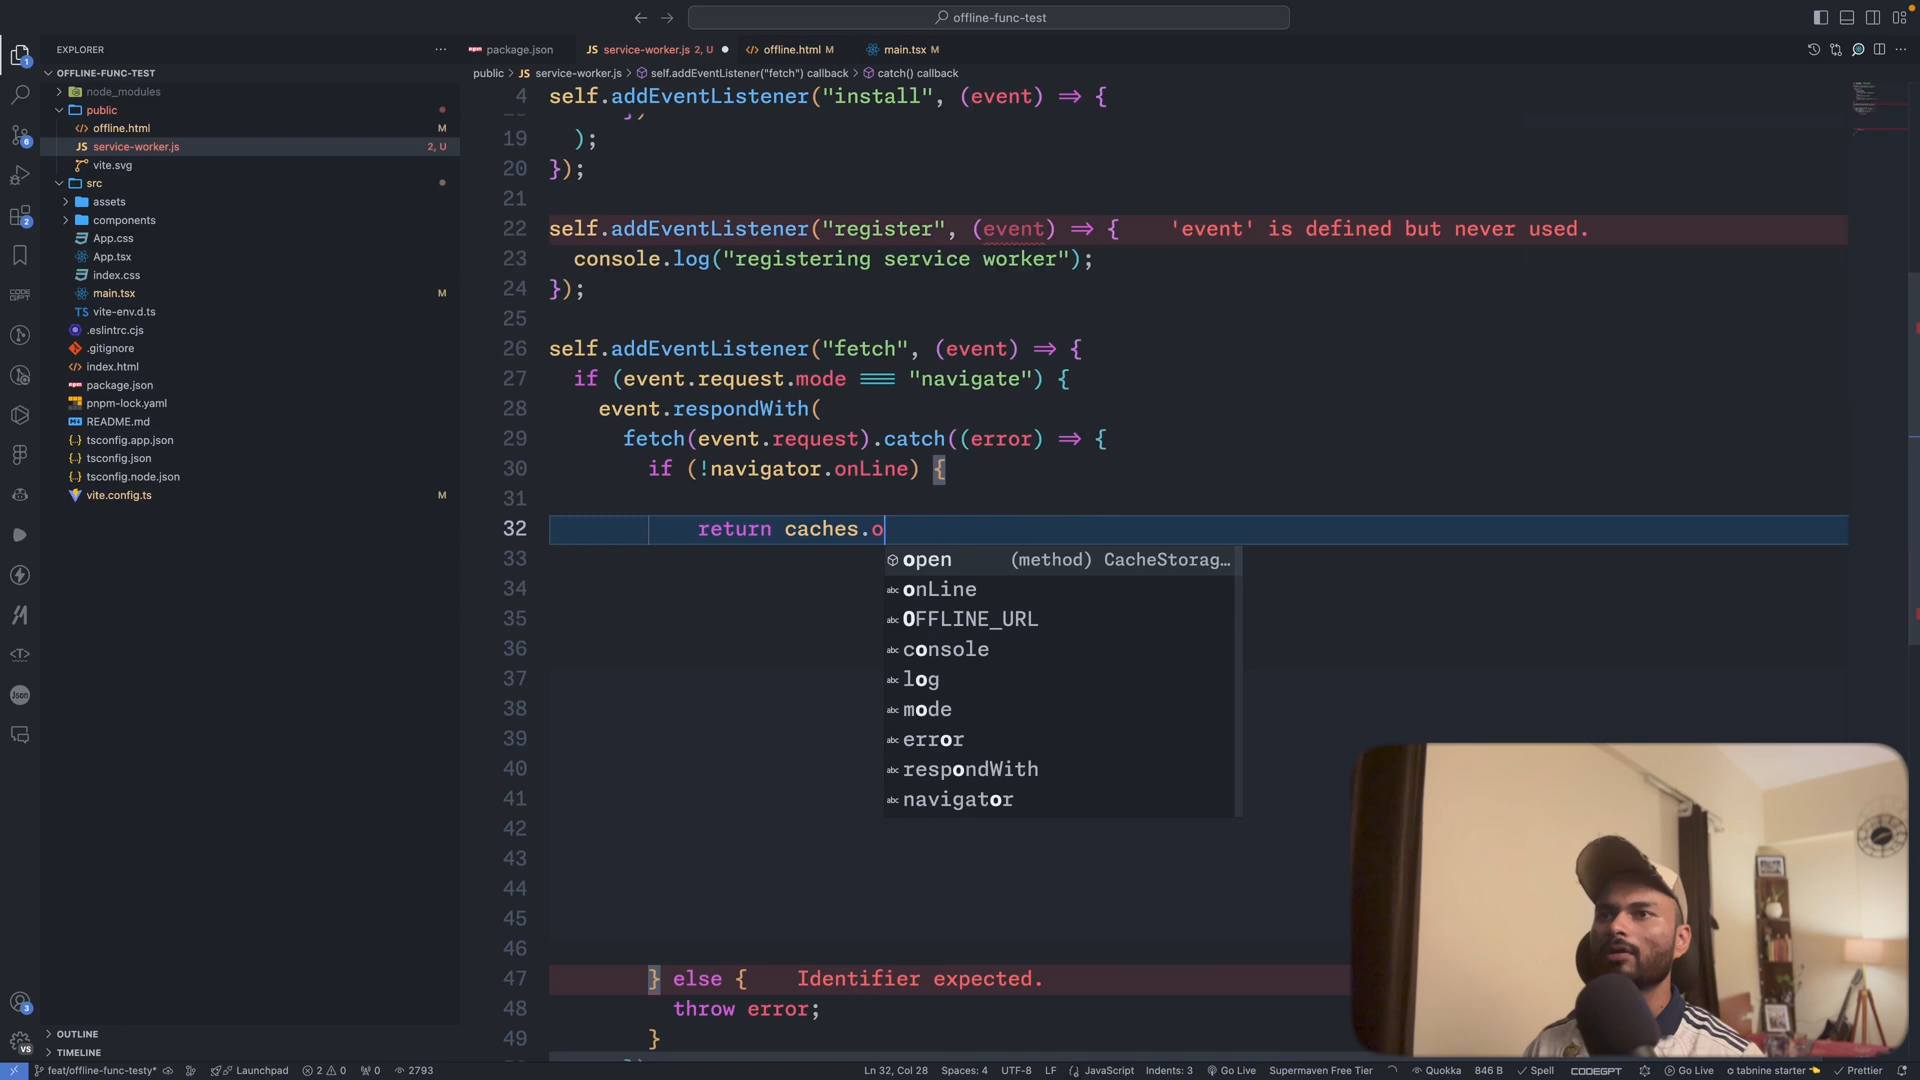 offline-func-test
EXPLORER
package.json
JS service-worker.js 2, U
offline.html M
main.tsx M
OFFLINE-FUNC-TEST
public > JS service-worker.js > self.addEventListener("fetch") callback > catch() callback
node_modules
public
offline.html M
JS service-worker.js 2, U
vite.svg
src
assets
components
App.css
App.tsx
index.css
main.tsx M
TS vite-env.d.ts
.eslintrc.cjs
.gitignore
index.html
package.json
pnpm-lock.yaml
README.md
tsconfig.app.json
tsconfig.json
tsconfig.node.json
vite.config.ts M
OUTLINE
TIMELINE
4 self.addEventListener("install", (event) => {
19 );
20 });
21
22 self.addEventListener("register", (event) => { 'event' is defined but never used.
23 console.log("registering service worker");
24 });
25
26 self.addEventListener("fetch", (event) => {
27 if (event.request.mode === "navigate") {
28 event.respondWith(
29 fetch(event.request).catch((error) => {
30 if (!navigator.onLine) {
31
32 return caches.o
33 open (method) CacheStorag…
34 onLine
35 OFFLINE_URL
36 console
37 log
38 mode
39 error
40 respondWith
41 navigator
42
43
44
45
46
47 } else { Identifier expected.
48 throw error;
49 }
feat/offline-func-testy* Launchpad 2 0 0 2793 Ln 32, Col 28 Spaces: 4 UTF-8 LF JavaScript Indents: 3 Go Live Supermaven Free Tier Quokka 846 B Spell CODEGPT Go Live tabnine starter Prettier